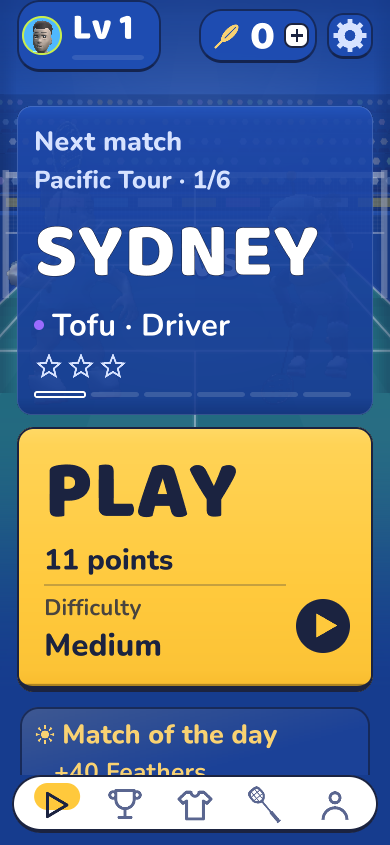 Lv 1
0
Next match
Pacific Tour · 1/6
SYDNEY
Tofu · Driver
PLAY
11 points
Difficulty
Medium
Match of the day
+40 Feathers